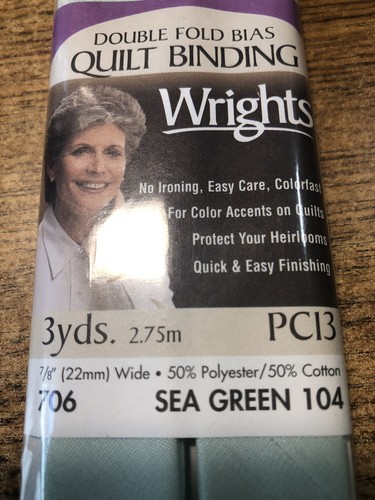 DOUBLE FOLD BIAS
QUILT BINDING
Wrights
No Ironing, Easy Care, Colorfast
For Color Accents on Quilts
Protect Your Heirlooms
Quick & Easy Finishing
3yds. 2.75m PC13
7/8" (22mm) Wide • 50% Polyester/50% Cotton
706 SEA GREEN 104